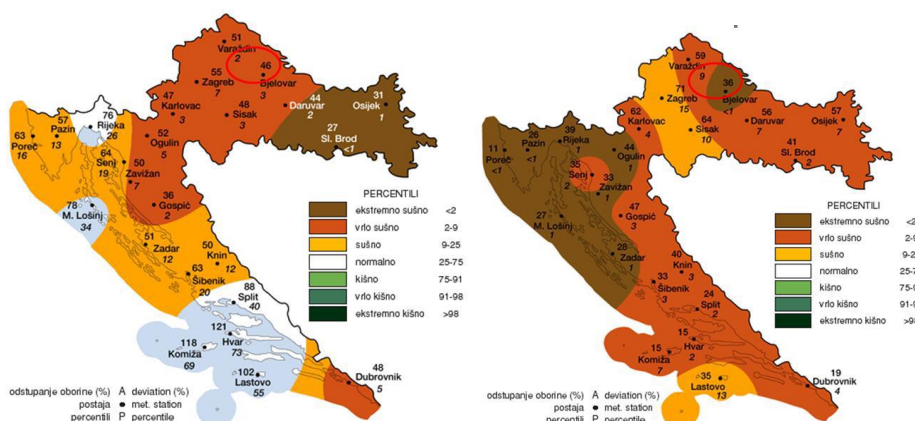 51
Varaždin
2
46
Bjelovar
3
55
Zagreb
7
47
Karlovac
3
48
Sisak
3
44
Daruvar
2
31
Osijek
1
27
Sl. Brod
<1
76
Rijeka
26
57
Pazin
13
63
Poreč
16
52
Ogulin
5
64
Senj
19
50
Zavižan
7
36
Gospić
2
78
M. Lošinj
34
51
Zadar
12
50
Knin
12
63
Šibenik
20
88
Split
40
121
Hvar
73
118
Komiža
69
102
Lastovo
55
48
Dubrovnik
5
PERCENTILI
ekstremno sušno <2
vrlo sušno 2-9
sušno 9-25
normalno 25-75
kišno 75-91
vrlo kišno 91-98
ekstremno kišno >98
odstupanje oborine (%) A deviation (%)
postaja ● met. station
percentili P percentile
59
Varaždin
9
36
Bjelovar
<1
71
Zagreb
15
62
Karlovac
4
64
Sisak
10
56
Daruvar
7
57
Osijek
7
41
Sl. Brod
2
39
Rijeka
1
26
Pazin
<1
11
Poreč
<1
44
Ogulin
1
35
Senj
2
33
Zavižan
1
47
Gospić
3
27
M. Lošinj
1
28
Zadar
1
40
Knin
3
33
Šibenik
3
24
Split
2
15
Hvar
2
15
Komiža
7
35
Lastovo
13
19
Dubrovnik
4
PERCENTILI
ekstremno sušno <2
vrlo sušno 2-9
sušno 9-2
normalno 25-
kišno 75-
vrlo kišno 91-
ekstremno kišno >98
odstupanje oborine (%) A deviation (%)
postaja ● met. station
percentili P percentile